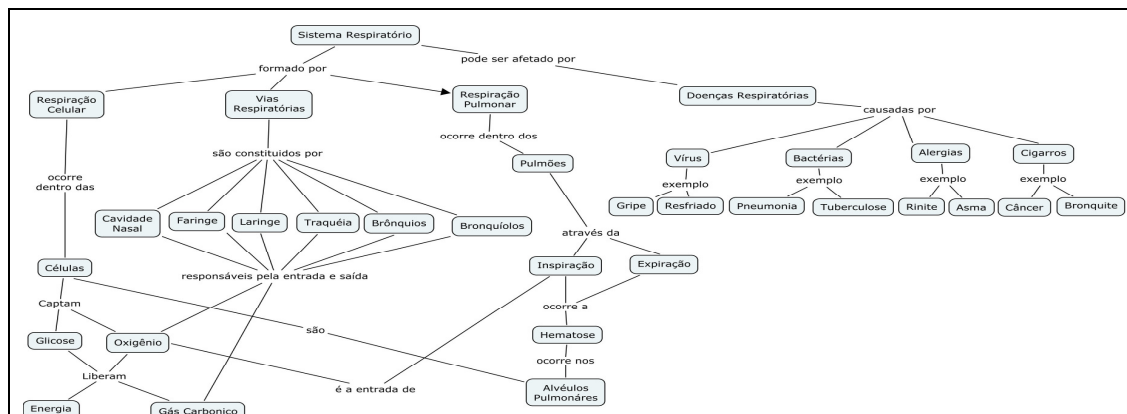 Sistema Respiratório
pode ser afetado por
formado por
Respiração
Celular
Vias
Respiratórias
Respiração
Pulmonar
Doenças Respiratórias
causadas por
ocorre dentro dos
são constituidos por
Pulmões
Vírus
Bactérias
Alergias
Cigarros
ocorre
dentro das
exemplo
exemplo
exemplo
exemplo
Gripe
Resfriado
Pneumonia
Tuberculose
Rinite
Asma
Câncer
Bronquite
Cavidade
Nasal
Faringe
Laringe
Traquéia
Brônquios
Bronquíolos
através da
Células
responsáveis pela entrada e saída
Inspiração
Expiração
Captam
ocorre a
são
Glicose
Oxigênio
Hematose
ocorre nos
Liberam
é a entrada de
Alvéulos
Pulmonáres
Energia
Gás Carbonico